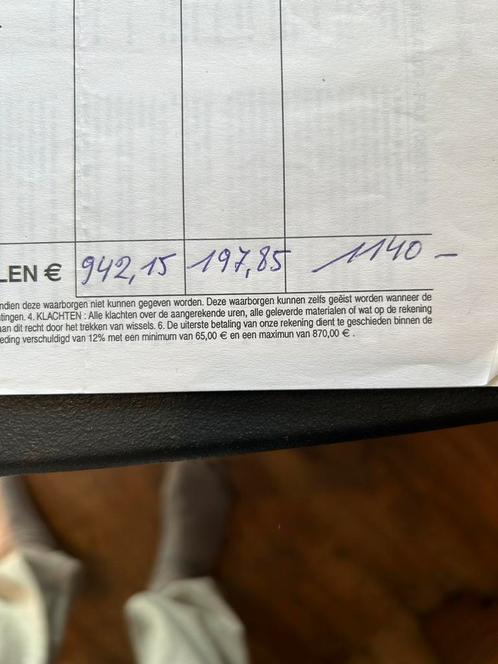 LEN € 942,15 197,85 1140 –
ndien deze waarborgen niet kunnen gegeven worden. Deze waarborgen kunnen zelfs geëist worden wanneer de
tingen. 4. KLACHTEN : Alle klachten over de aangerekende uren, alle geleverde materialen of wat op de rekening
aan dit recht door het trekken van wissels. 6. De uiterste betaling van onze rekening dient te geschieden binnen de
eding verschuldigd van 12% met een minimum van 65,00 € en een maximun van 870,00 € .